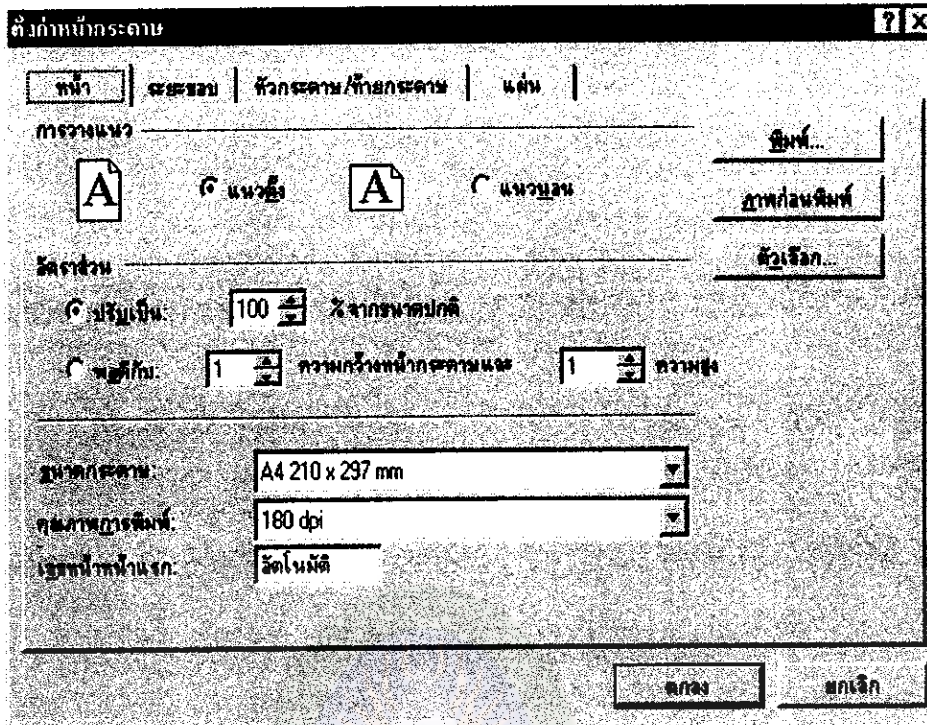 ตั้งค่าหน้ากระดาษ
หน้า ระยะขอบ หัวกระดาษ/ท้ายกระดาษ แผ่น
การวางแนว
พิมพ์...
A แนวตั้ง A แนวนอน
ภาพก่อนพิมพ์
อัตราส่วน
ตัวเลือก...
ปรับเป็น: 100 % จากขนาดปกติ
พอดีกับ: 1 ความกว้างหน้ากระดาษและ 1 ความสูง
ขนาดกระดาษ: A4 210 x 297 mm
คุณภาพการพิมพ์: 180 dpi
เลขหน้าหน้าแรก: อัตโนมัติ
ตกลง ยกเลิก